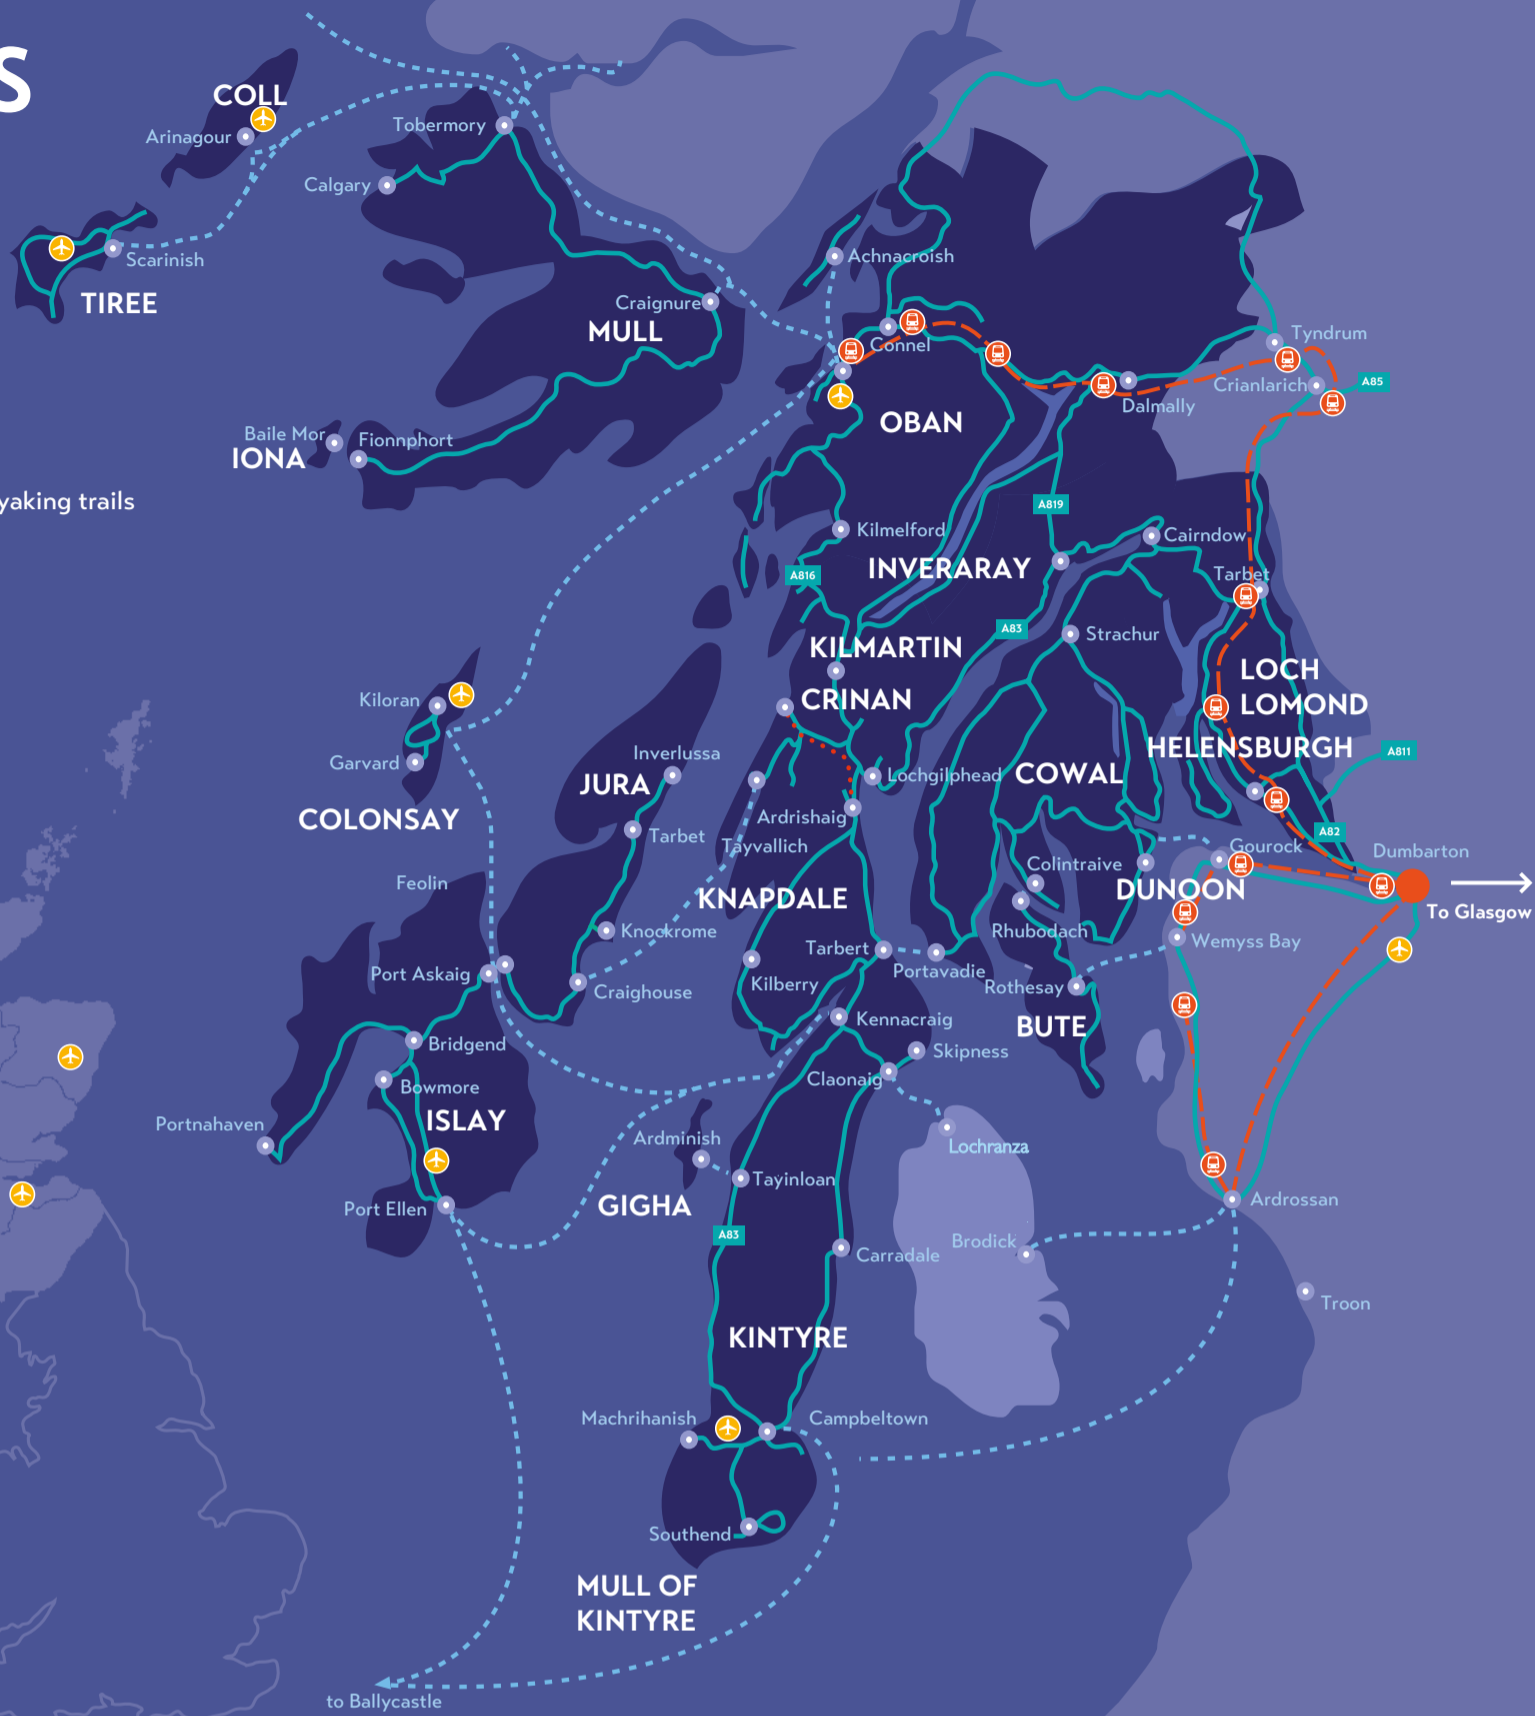 S
COLL
Arinagour
Tobermory
Calgary
Scarinish
TIREE
Achnacroish
Craignure
MULL
Connel
Tyndrum
Crianlarich
A85
Dalmally
OBAN
Baile Mor
Fionnphort
IONA
yaking trails
A819
Kilmelford
Cairndow
INVERARAY
A816
Tarbet
A83
Strachur
KILMARTIN
LOCH
LOMOND
Kiloran
CRINAN
HELENSBURGH
A811
Garvard
Inverlussa
JURA
Lochgilphead
COWAL
COLONSAY
Ardrishaig
Tarbet
Tayvallich
A82
Gourock
Dumbarton
Colintraive
Feolin
DUNOON
KNAPDALE
To Glasgow
Knockrome
Rhubodach
Wemyss Bay
Tarbert
Portavadie
Port Askaig
Kilberry
Craighouse
Rothesay
Kennacraig
BUTE
Bridgend
Skipness
Claonaig
Bowmore
ISLAY
Portnahaven
Ardminish
Lochranza
Tayinloan
GIGHA
Port Ellen
Ardrossan
A83
Brodick
Carradale
Troon
KINTYRE
Machrihanish
Campbeltown
Southend
MULL OF
KINTYRE
to Ballycastle